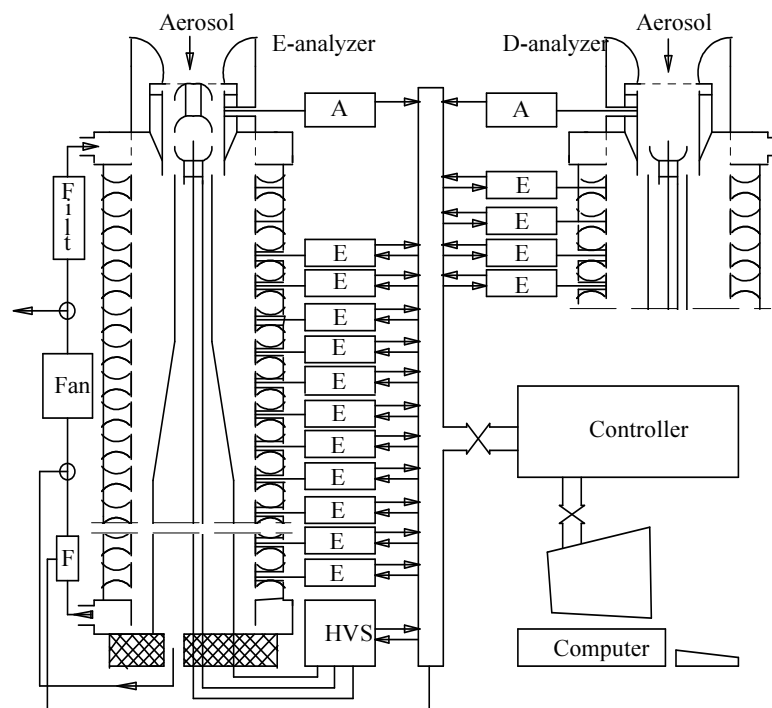 Aerosol
E-analyzer
D-analyzer
Aerosol
A
A
F
i
l
t
E
E
E
E
E
E
E
E
E
Fan
E
E
Controller
E
E
E
E
F
E
HVS
Computer